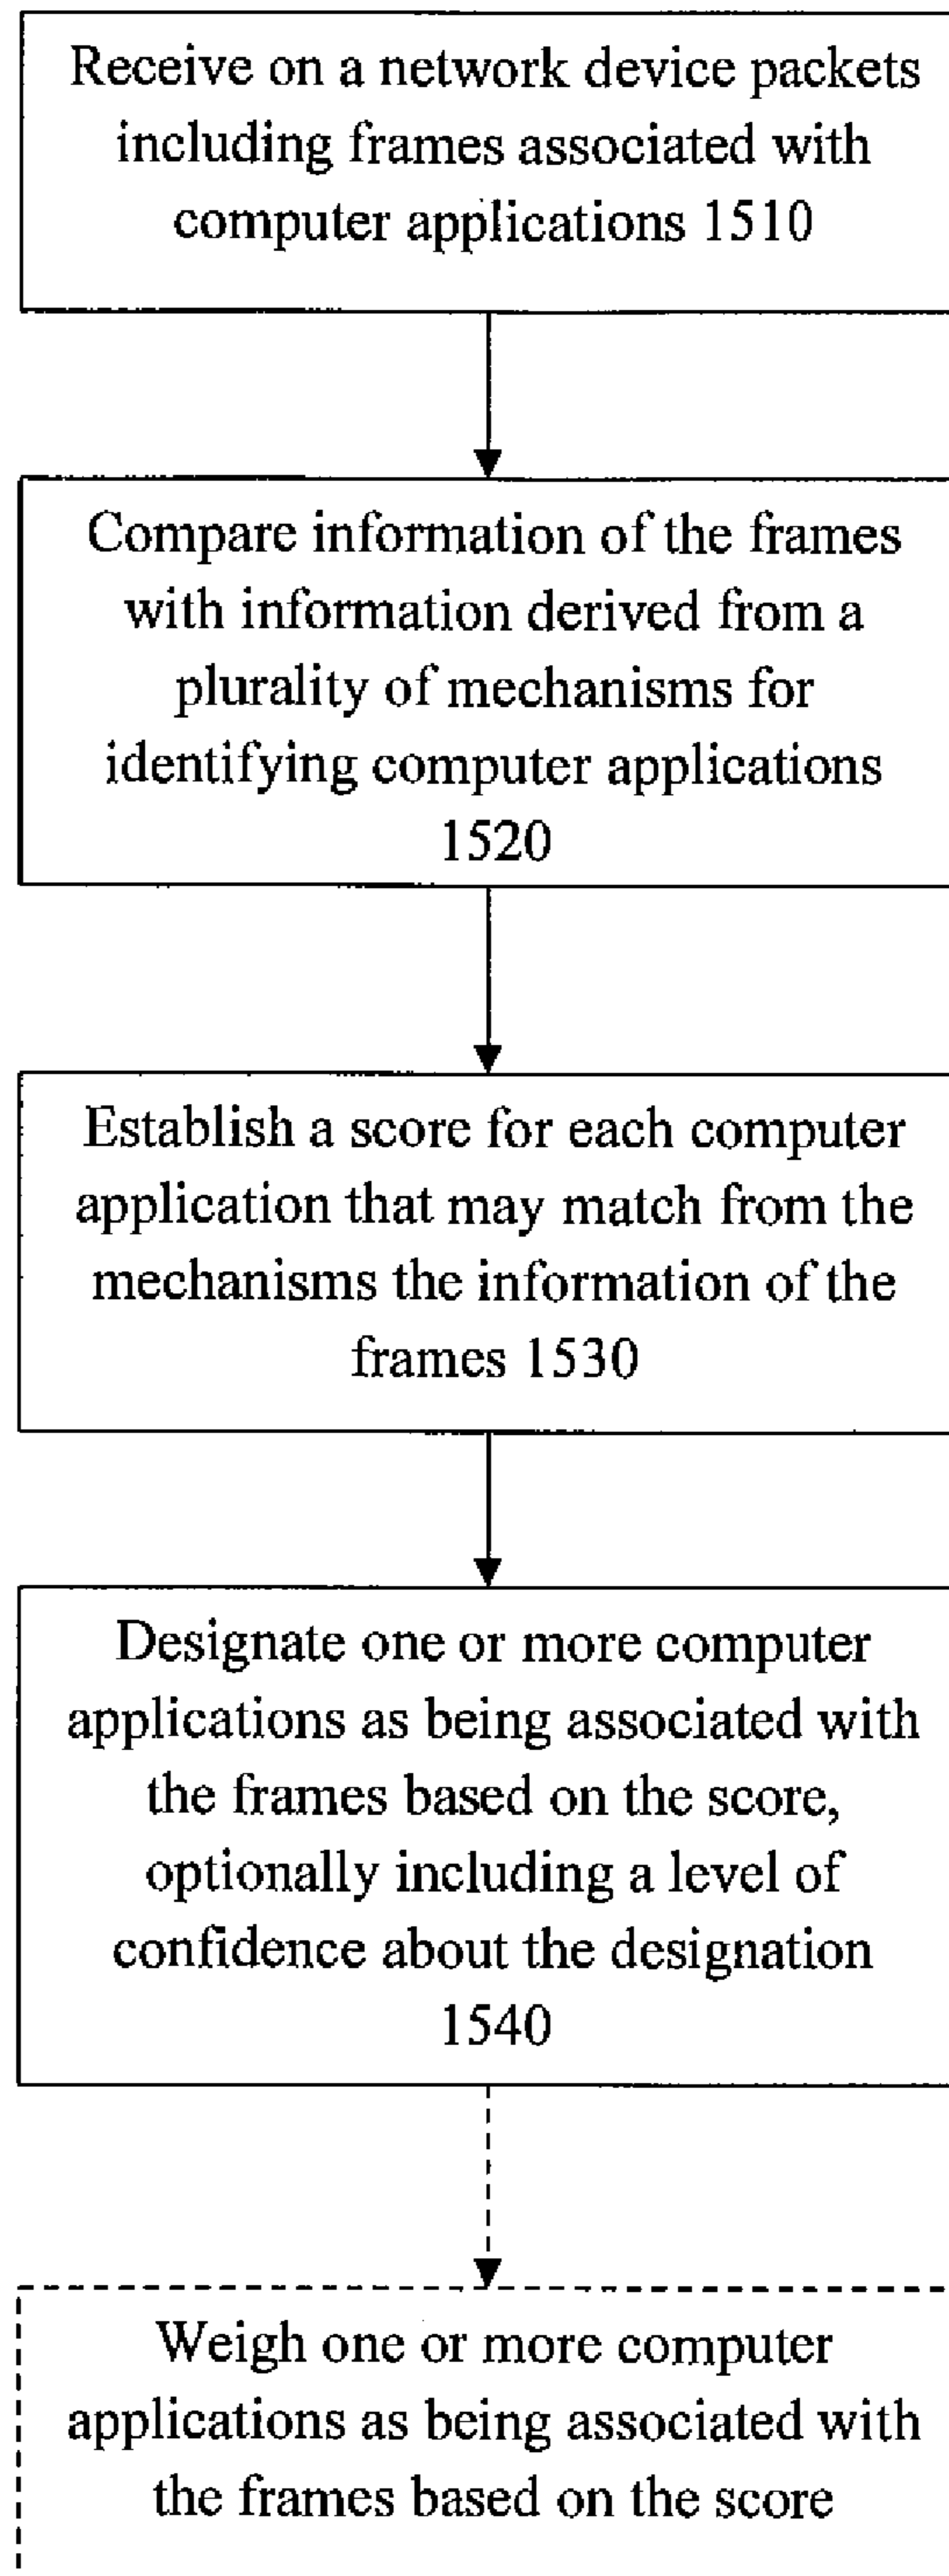 Receive on a network device packets
including frames associated with
computer applications 1510
Compare information of the frames
with information derived from a
plurality of mechanisms for
identifying computer applications
1520
Establish a score for each computer
application that may match from the
mechanisms the information of the
frames 1530
Designate one or more computer
applications as being associated with
the frames based on the score,
optionally including a level of
confidence about the designation
1540
Weigh one or more computer
applications as being associated with
the frames based on the score